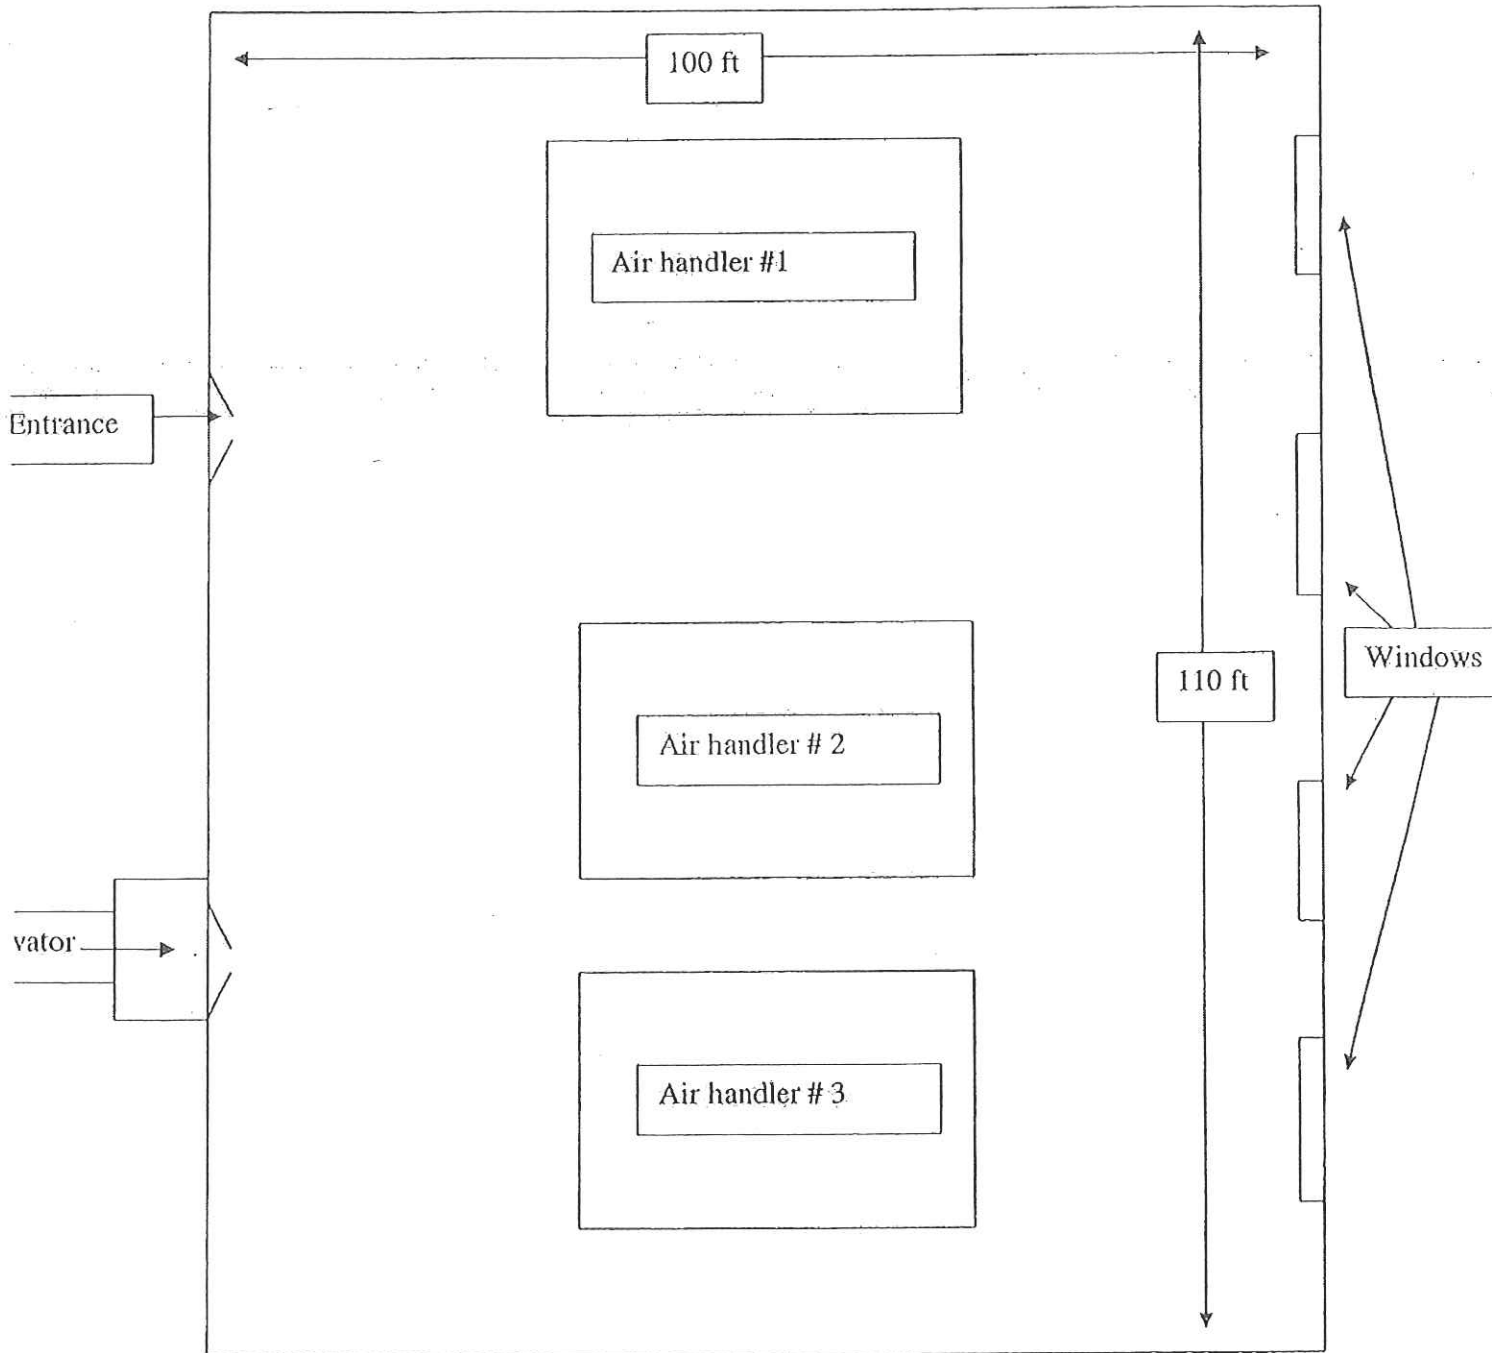 100 ft
Air handler #1
Entrance
Windows
110 ft
Air handler # 2
vator
Air handler # 3